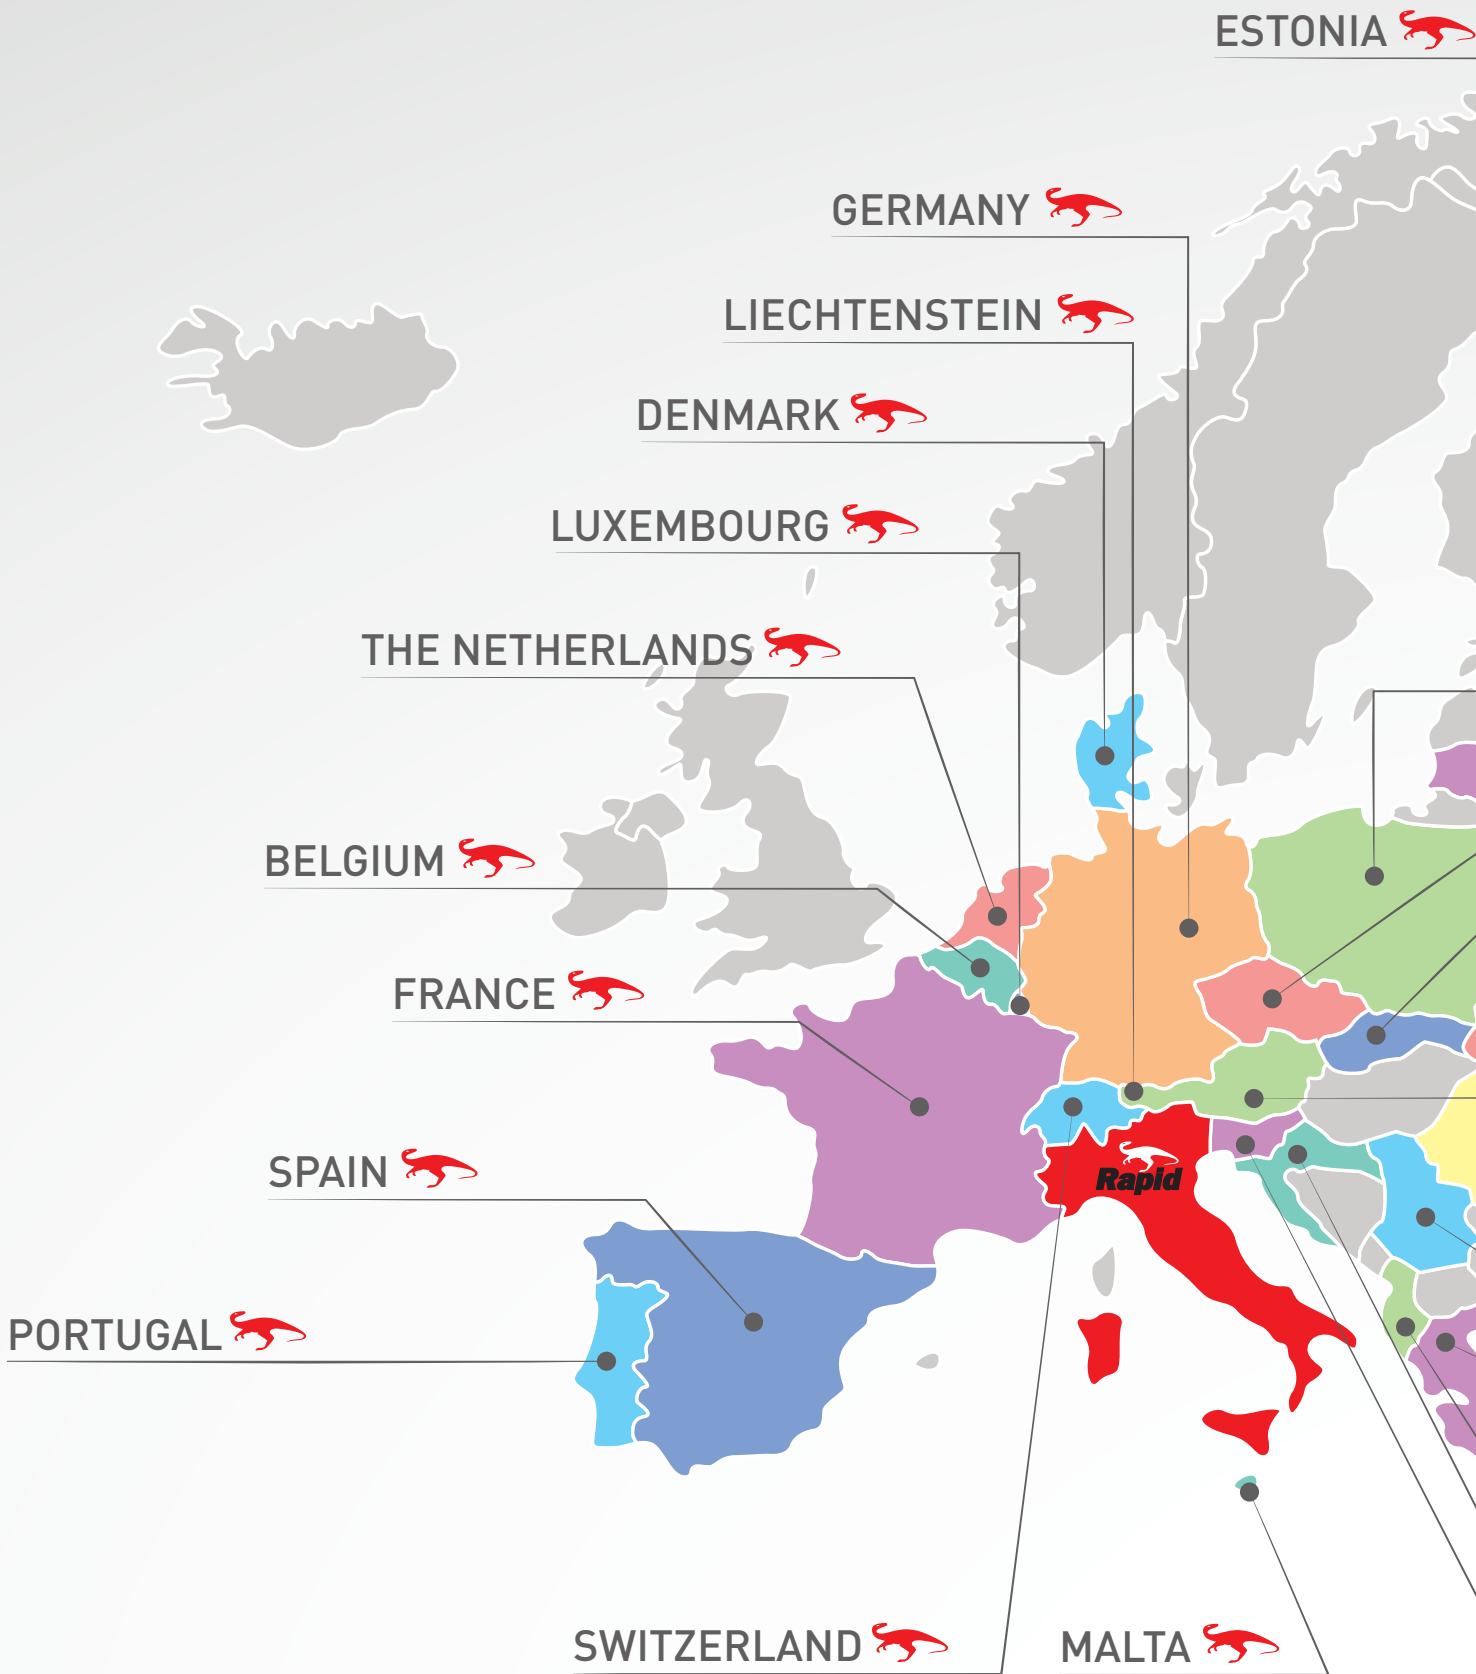 ESTONIA
GERMANY
LIECHTENSTEIN
DENMARK
LUXEMBOURG
THE NETHERLANDS
BELGIUM
FRANCE
Rapid
SPAIN
PORTUGAL
SWITZERLAND
MALTA